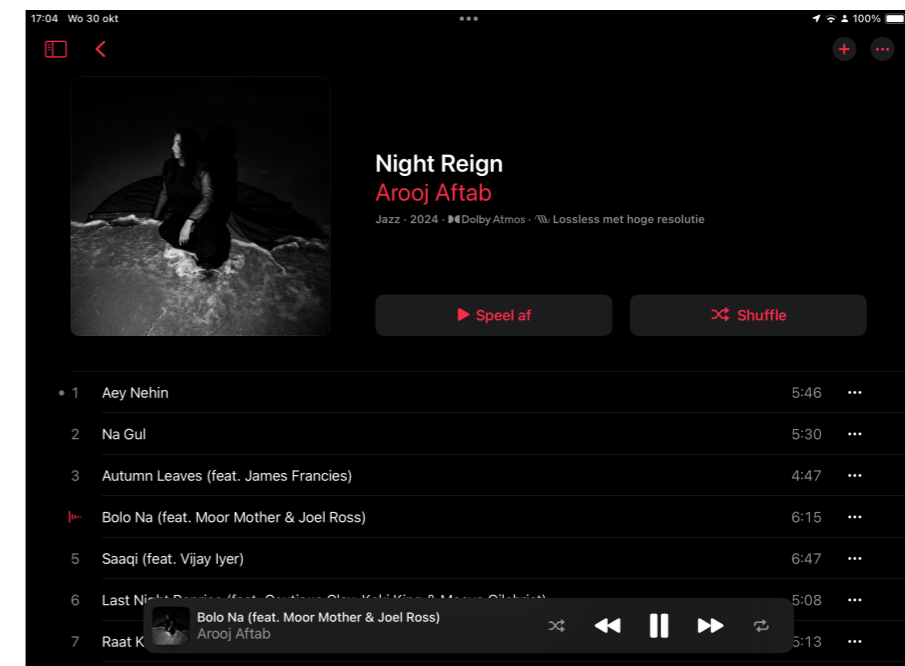 17:04 Wo 30 okt
100%
Night Reign
Arooj Aftab
Jazz · 2024 · Dolby Atmos · Lossless met hoge resolutie
Speel af
Shuffle
1 Aey Nehin 5:46
2 Na Gul 5:30
3 Autumn Leaves (feat. James Francies) 4:47
Bolo Na (feat. Moor Mother & Joel Ross) 6:15
5 Saaqi (feat. Vijay Iyer) 6:47
6 Last 5:08
7 Raat 5:13
Bolo Na (feat. Moor Mother & Joel Ross)
Arooj Aftab